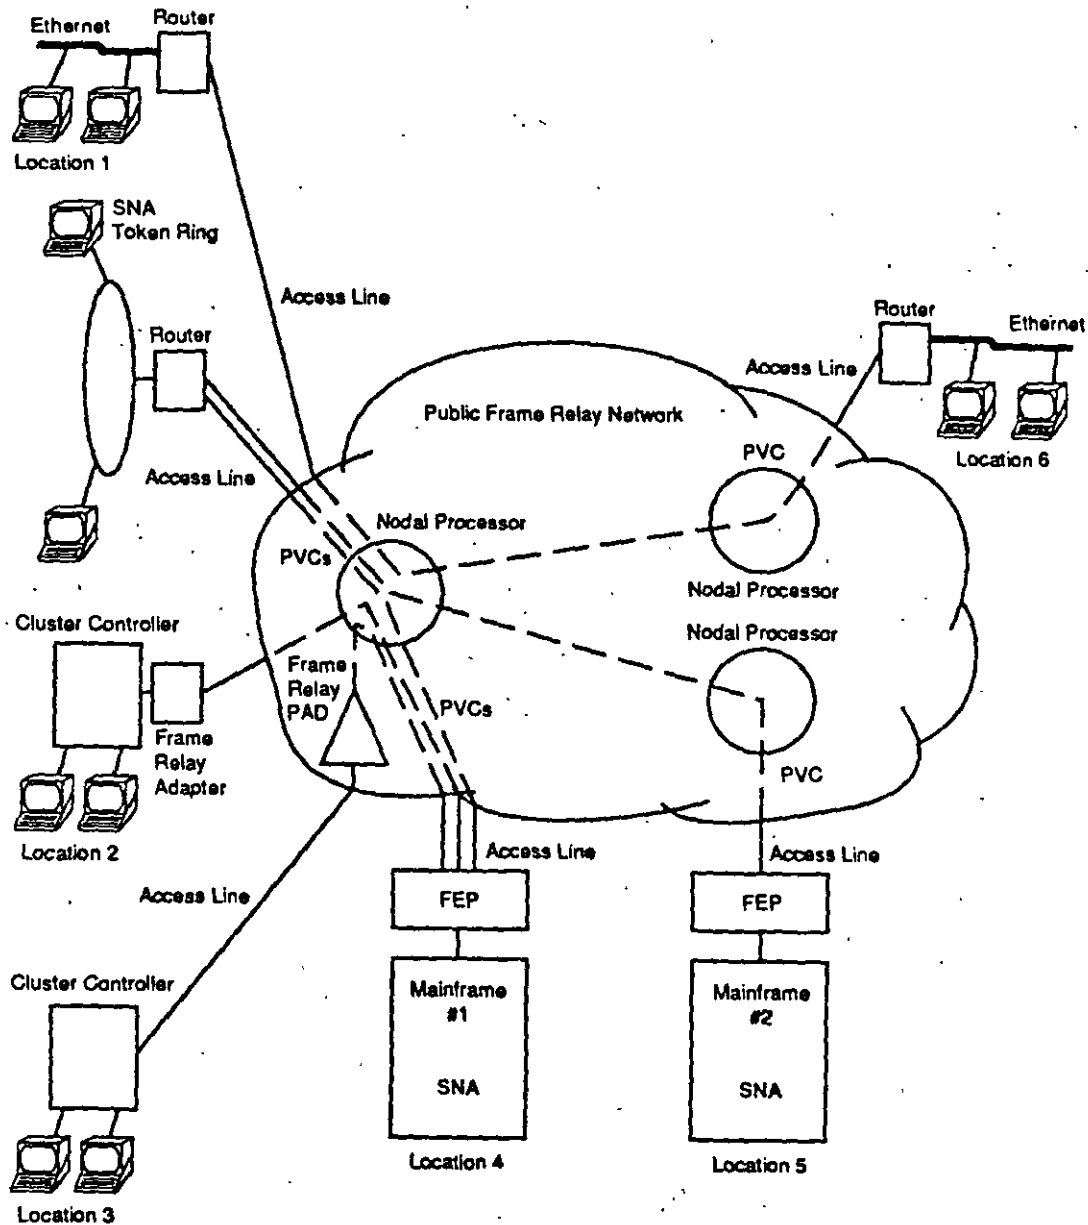 Ethernet
Router
Location 1
SNA
Token Ring
Access Line
Router
Access Line
Router
Ethernet
Access Line
Location 6
Public Frame Relay Network
PVC
Nodal Processor
PVCs
Nodal Processor
Nodal Processor
Cluster Controller
Frame
Relay
PAD
PVCs
Frame
Relay
Adapter
PVC
Location 2
Access Line
Access Line
Access Line
FEP
FEP
Cluster Controller
Mainframe
#1
SNA
Mainframe
#2
SNA
Location 4
Location 5
Location 3